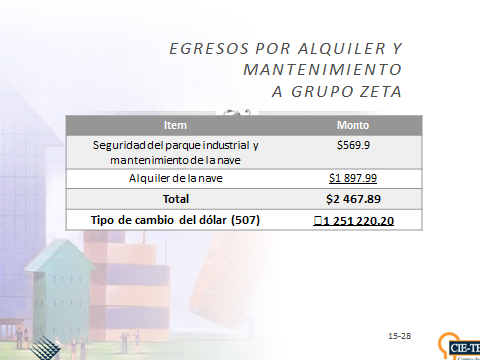 EGRESOS POR ALQUILER Y
MANTENIMIENTO
A GRUPO ZETA
Item Monto
Seguridad del parque industrial y $569.9
mantenimiento de la nave
Alquiler de la nave $1 897.99
Total $2 467.89
Tipo de cambio del dólar (507) 1 251 220,20
15-28
CIE-TE